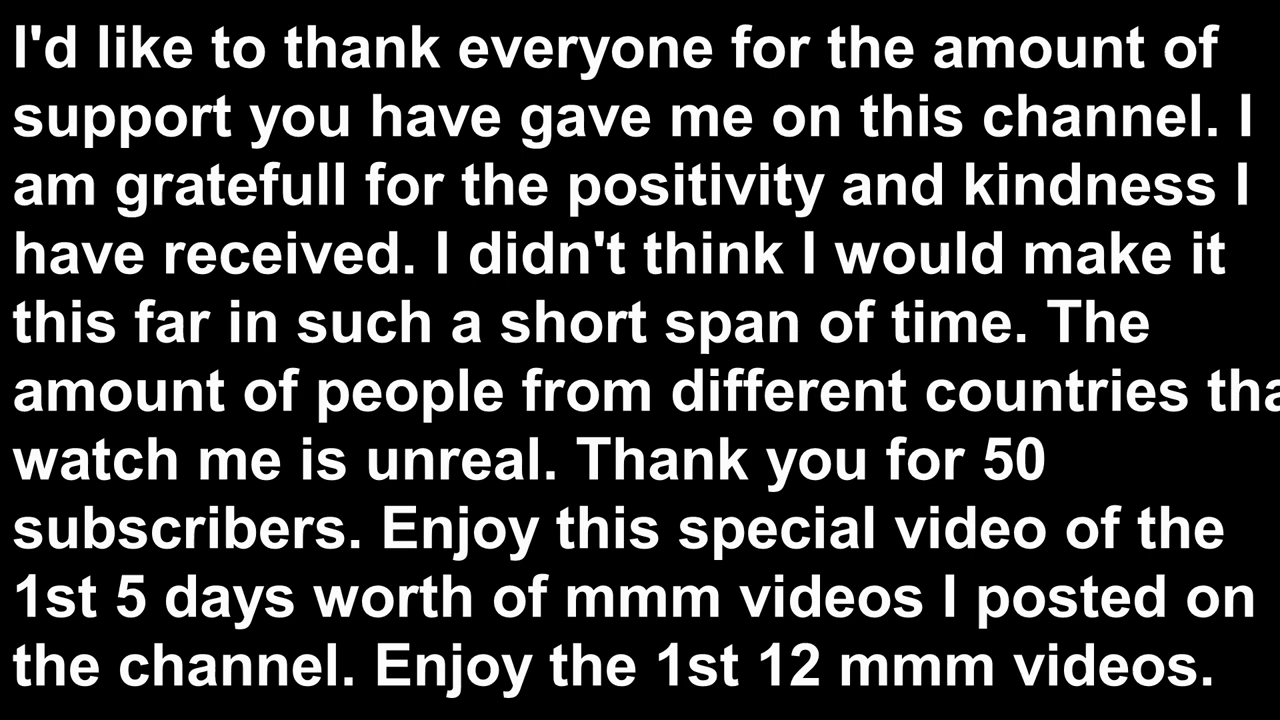 I'd like to thank everyone for the amount of
support you have gave me on this channel. I
am gratefull for the positivity and kindness I
have received. I didn't think I would make it
this far in such a short span of time. The
amount of people from different countries tha
watch me is unreal. Thank you for 50
subscribers. Enjoy this special video of the
1st 5 days worth of mmm videos I posted on
the channel. Enjoy the 1st 12 mmm videos.